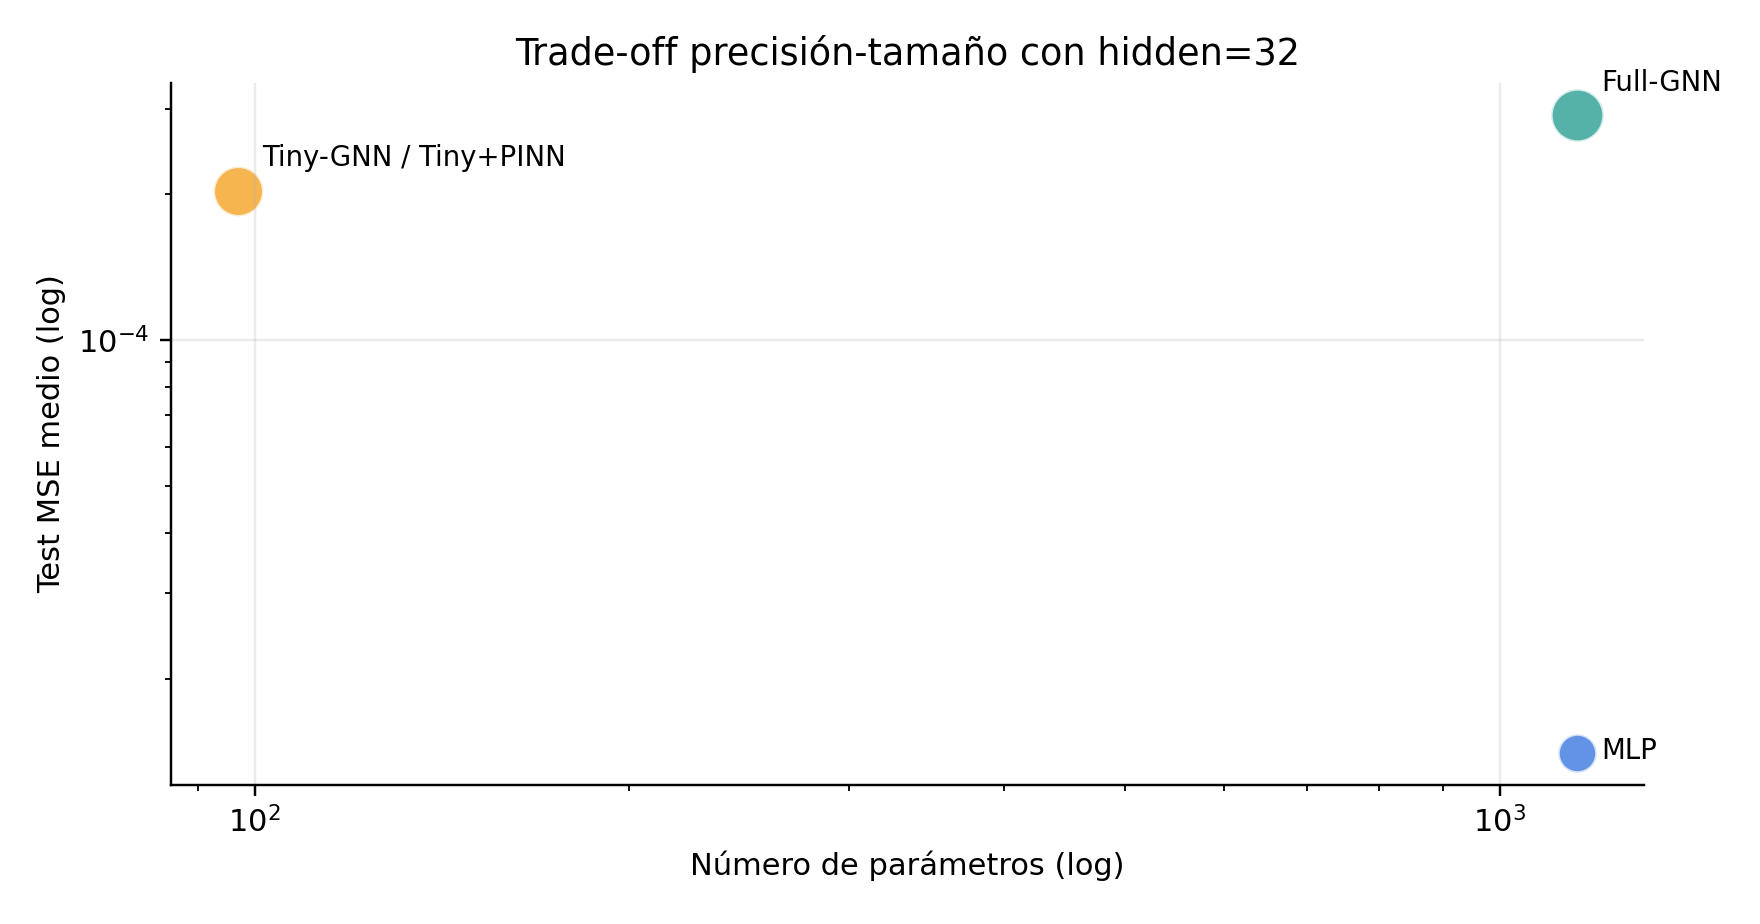 Trade-off precisión-tamaño con hidden=32
Full-GNN
Tiny-GNN / Tiny+PINN
Test MSE medio (log)
10⁻⁴
MLP
10²
10³
Número de parámetros (log)